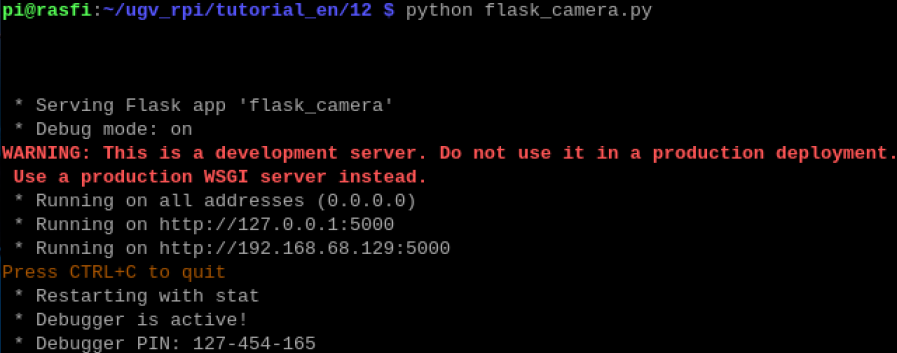 pi@rasfi:~/ugv_rpi/tutorial_en/12 $ python flask_camera.py
* Serving Flask app 'flask_camera'
* Debug mode: on
WARNING: This is a development server. Do not use it in a production deployment.
Use a production WSGI server instead.
* Running on all addresses (0.0.0.0)
* Running on http://127.0.0.1:5000
* Running on http://192.168.68.129:5000
Press CTRL+C to quit
* Restarting with stat
* Debugger is active!
* Debugger PIN: 127-454-165